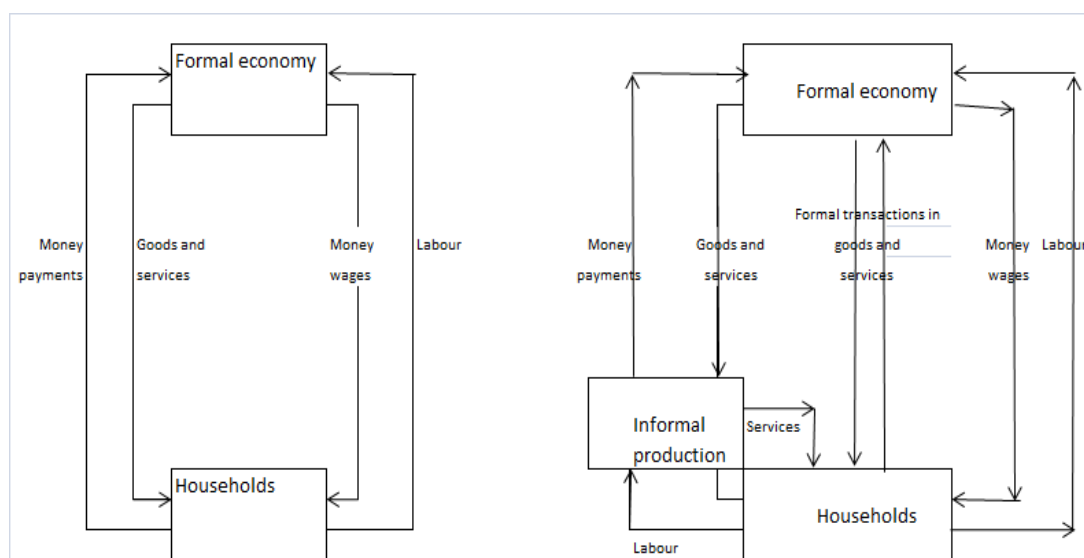 Formal economy
Money
payments
Goods and
services
Money
wages
Labour
Households
Formal economy
Formal transactions in
Money
payments
Goods and
services
goods and
services
Money
wages
Labour
Informal
production
Services
Households
Labour